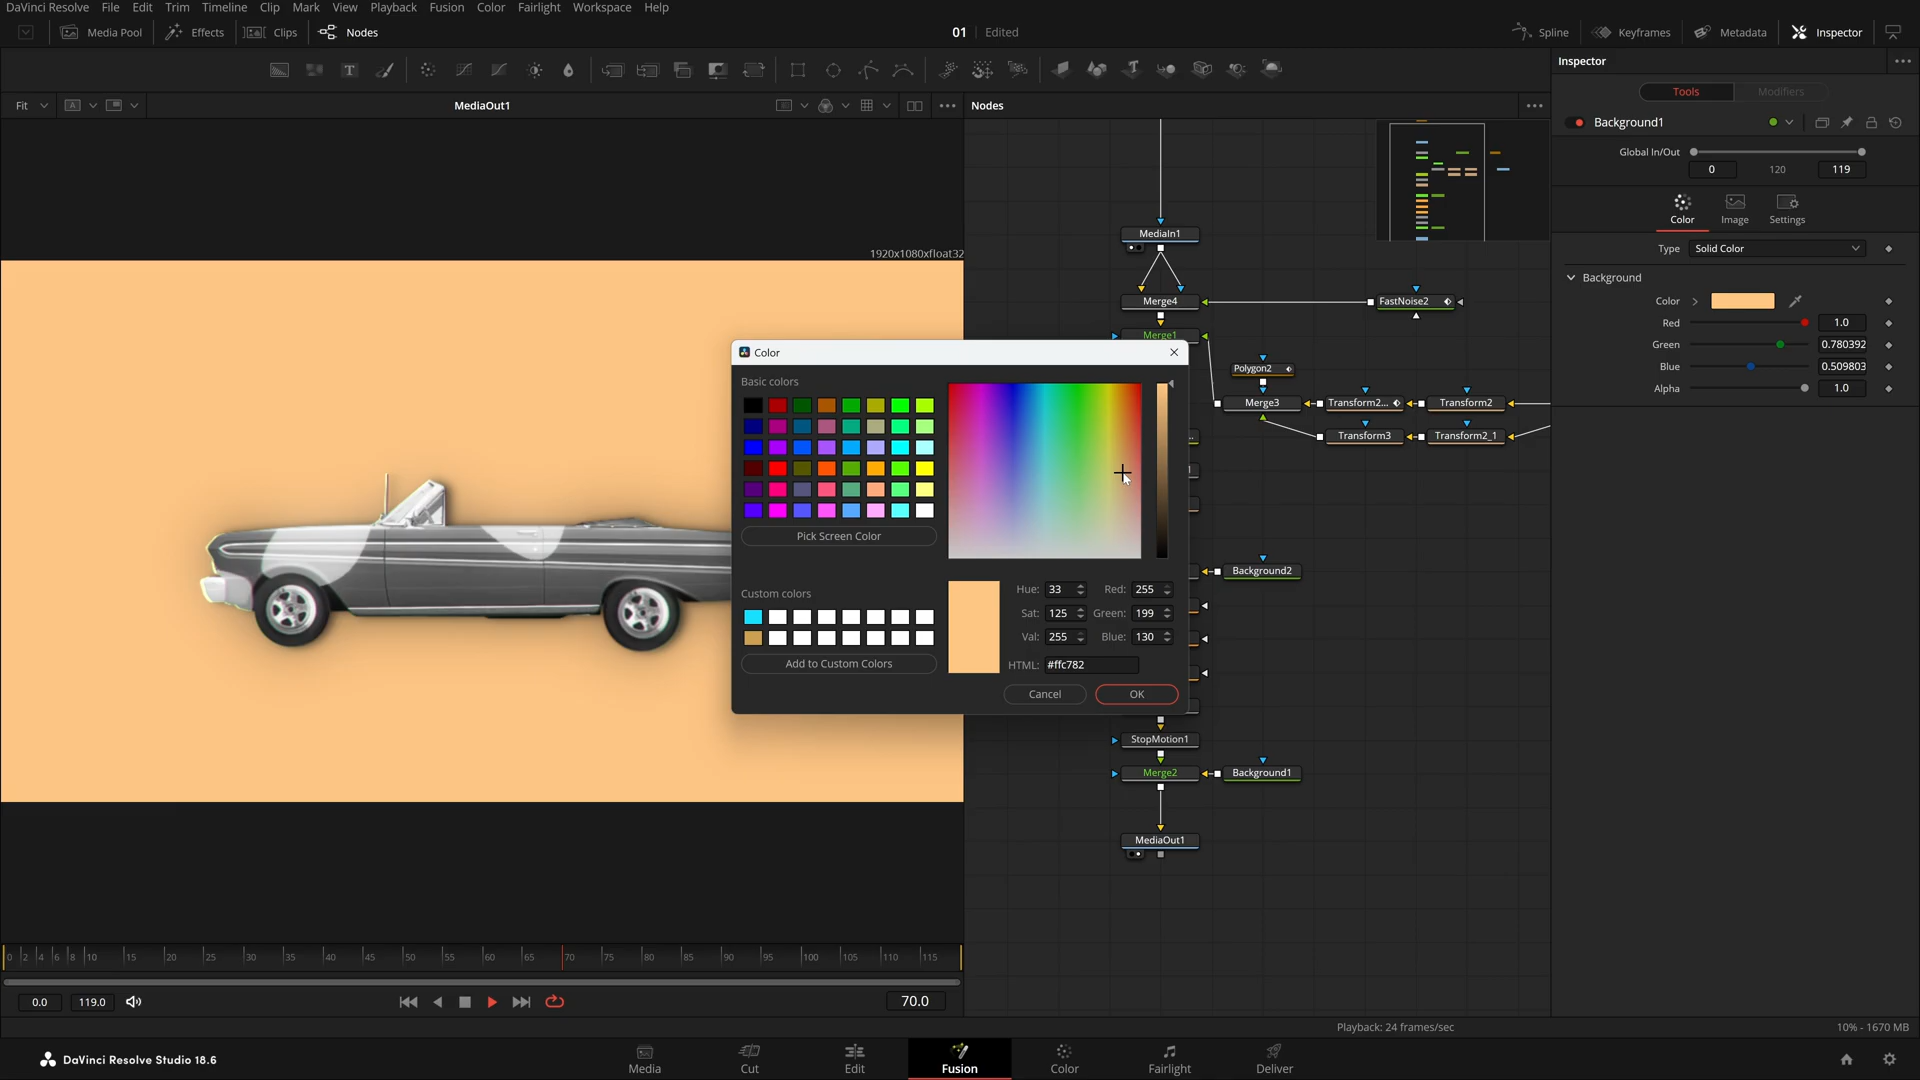 DaVinci Resolve File Edit Trim Timeline Clip Mark View Playback Fusion Color Fairlight Workspace Help
Media Pool Effects Clips Nodes 01 Edited Spline Keyframes Metadata Inspector
T T
Fit A MediaOut1
Nodes
Inspector
Tools Modifiers
Background1
Global In/Out
0 120 119
Color Image Settings
Type Solid Color
Background
Color
Red 1.0
Green 0.780392
Blue 0.509803
Alpha 1.0
1920x1080xfloat32
MediaIn1
Merge4 FastNoise2
Merge1
Polygon2
Merge3 Transform2... Transform2
Transform3 Transform2_1
Background2
StopMotion1
Merge2 Background1
MediaOut1
Color
Basic colors
Pick Screen Color
Custom colors
Add to Custom Colors
Hue: 33 Red: 255
Sat: 125 Green: 199
Val: 255 Blue: 130
HTML: #ffc782
Cancel OK
0 2 4 6 8 10 15 20 25 30 35 40 45 50 55 60 65 70 75 80 85 90 95 100 105 110 115
0.0 119.0 70.0
Playback: 24 frames/sec 10% - 1670 MB
DaVinci Resolve Studio 18.6
Media Cut Edit Fusion Color Fairlight Deliver